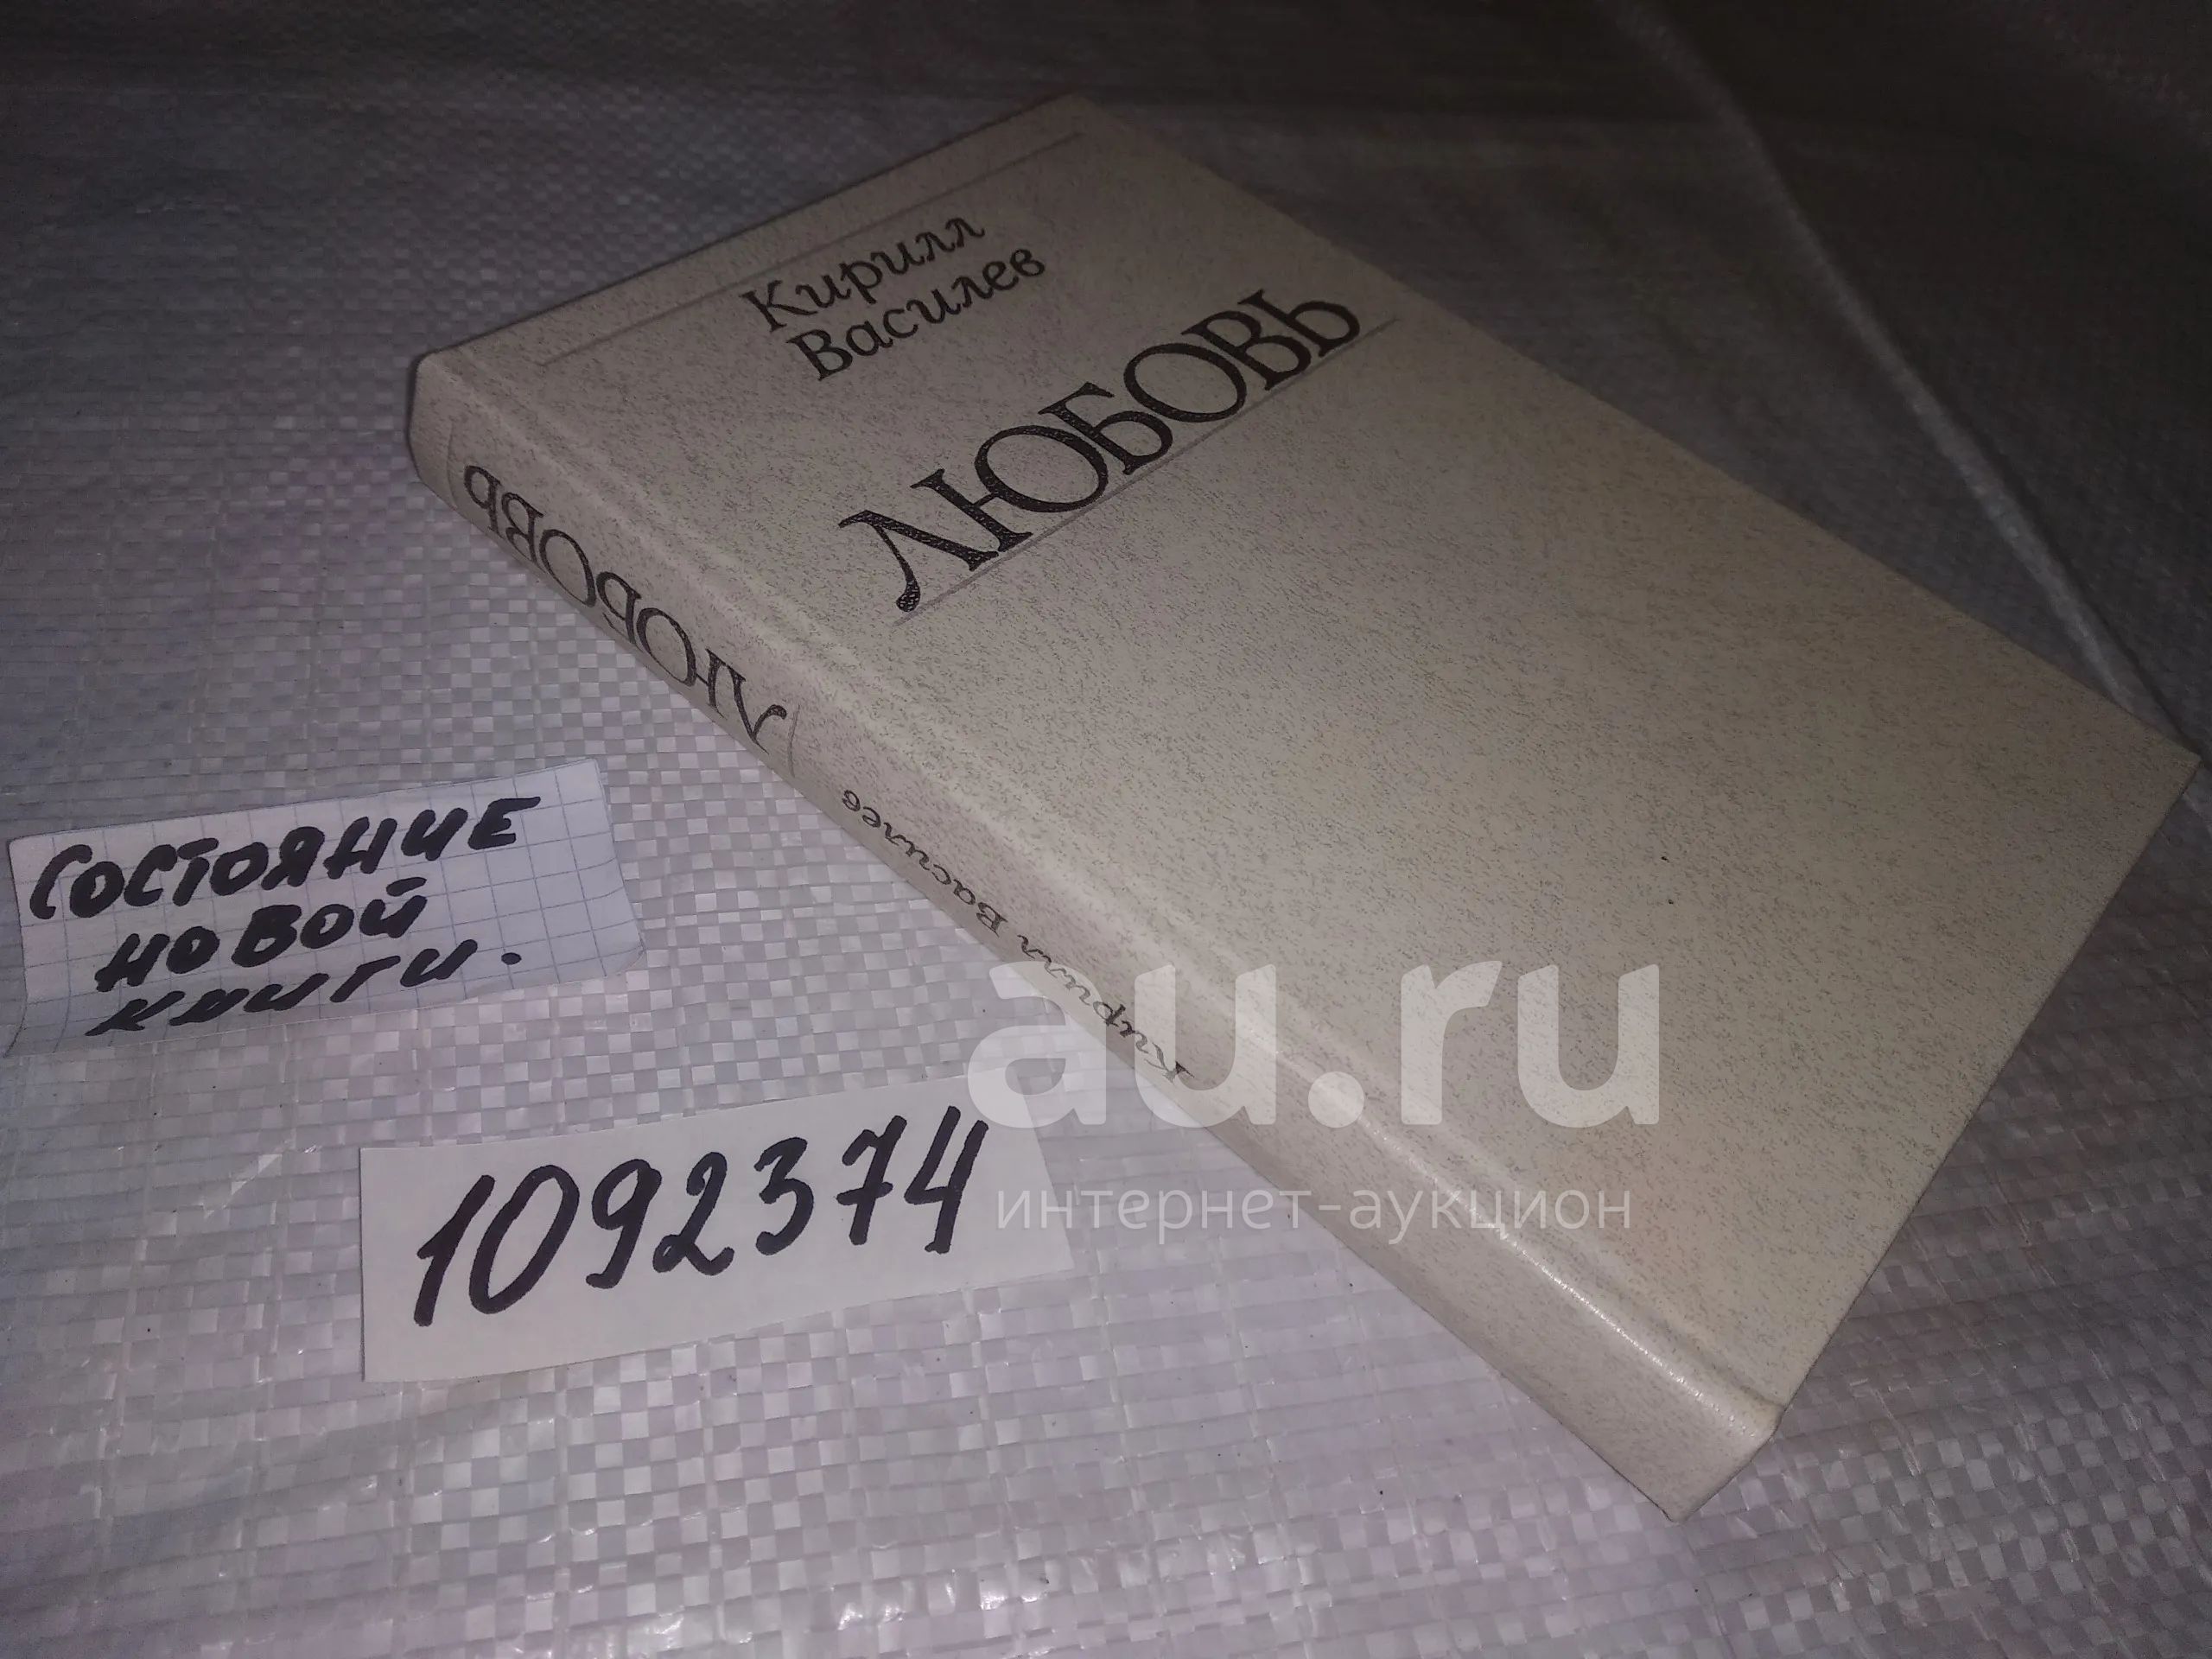 Кирилл
Василев
ЛЮБОВЬ
Кирилл Василев
ЛЮБОВЬ
СОСТОЯНИЕ
НОВОЙ
КНИГИ.
1092374
au.ru
интернет-аукцион